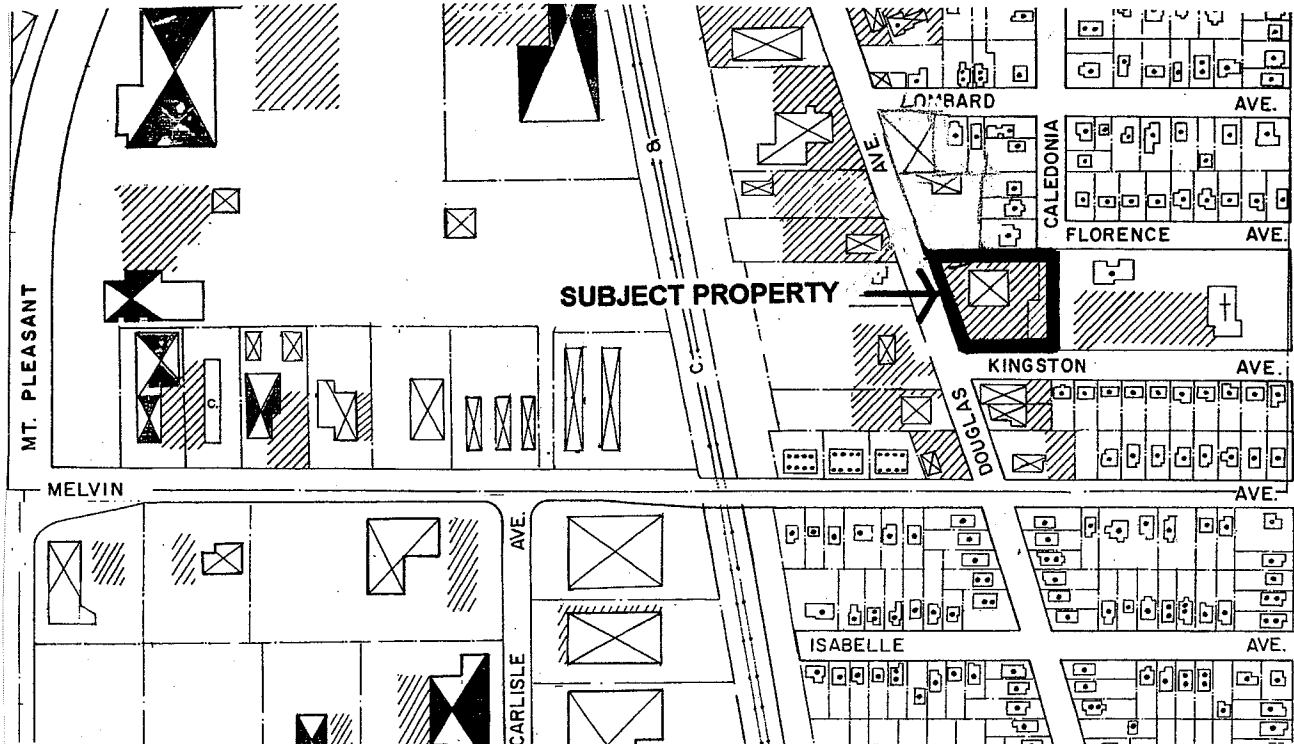 LOMBARD AVE.
AVE.
CALEDONIA
FLORENCE AVE.
&
SUBJECT PROPERTY
MT. PLEASANT
C.
KINGSTON AVE.
DOUGLAS
MELVIN AVE.
AVE.
CARLISLE
ISABELLE AVE.